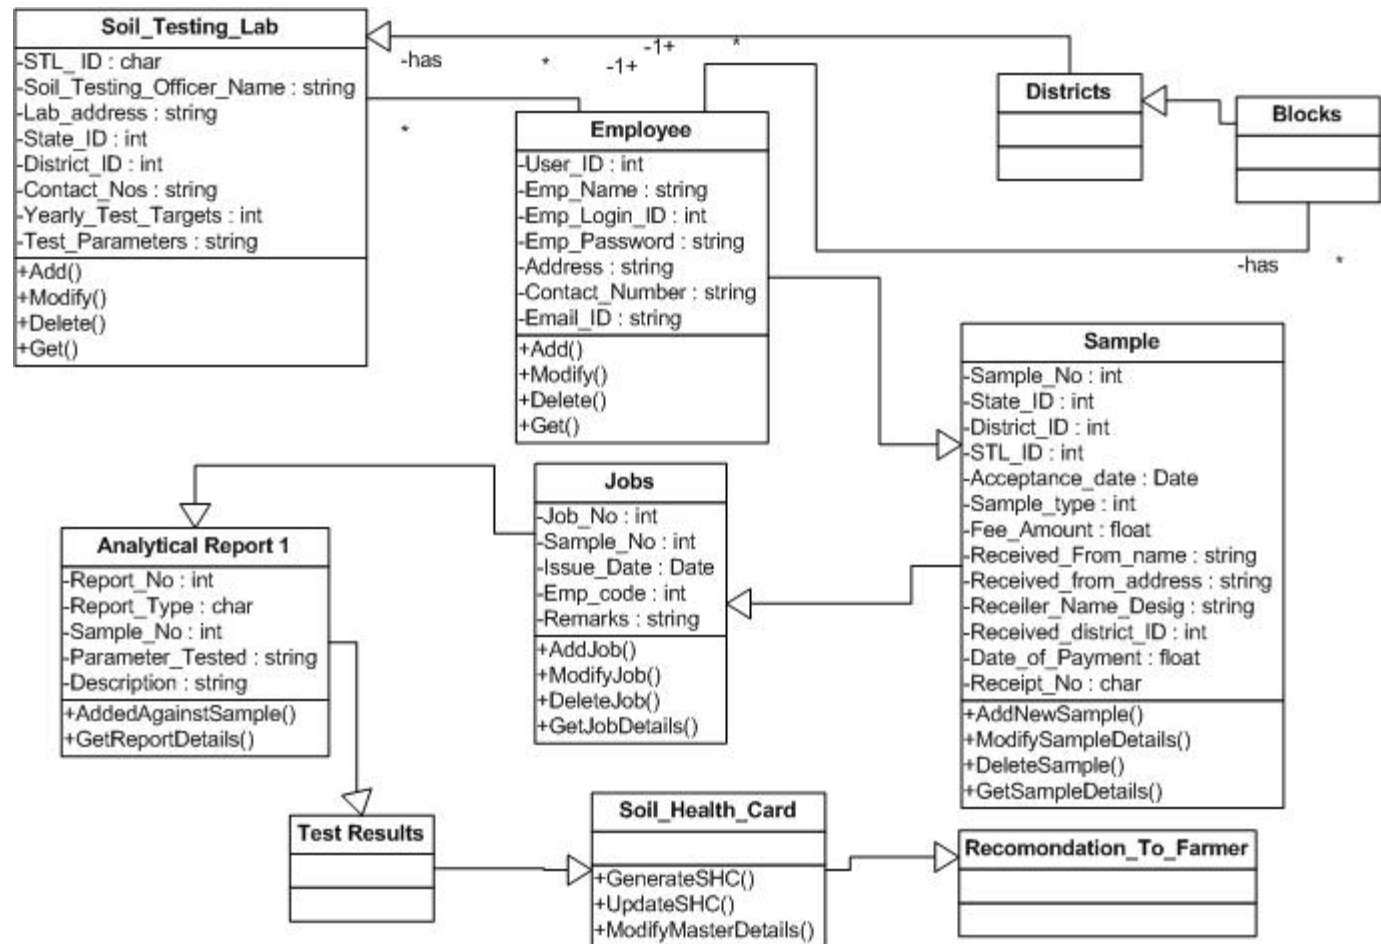 Soil_Testing_Lab
-STL_ ID : char
-Soil_Testing_Officer_Name : string
-Lab_address : string
-State_ID : int
-District_ID : int
-Contact_Nos : string
-Yearly_Test_Targets : int
-Test_Parameters : string
+Add()
+Modify()
+Delete()
+Get()
-has
*
-1+
-1+
*
*
Employee
-User_ID : int
-Emp_Name : string
-Emp_Login_ID : int
-Emp_Password : string
-Address : string
-Contact_Number : string
-Email_ID : string
+Add()
+Modify()
+Delete()
+Get()
Districts
Blocks
-has
*
Sample
-Sample_No : int
-State_ID : int
-District_ID : int
-STL_ID : int
-Acceptance_date : Date
-Sample_type : int
-Fee_Amount : float
-Received_From_name : string
-Received_from_address : string
-Receiler_Name_Desig : string
-Received_district_ID : int
-Date_of_Payment : float
-Receipt_No : char
+AddNewSample()
+ModifySampleDetails()
+DeleteSample()
+GetSampleDetails()
Jobs
-Job_No : int
-Sample_No : int
-Issue_Date : Date
-Emp_code : int
-Remarks : string
+AddJob()
+ModifyJob()
+DeleteJob()
+GetJobDetails()
Analytical Report 1
-Report_No : int
-Report_Type : char
-Sample_No : int
-Parameter_Tested : string
-Description : string
+AddedAgainstSample()
+GetReportDetails()
Test Results
Soil_Health_Card
+GenerateSHC()
+UpdateSHC()
+ModifyMasterDetails()
Recomondation_To_Farmer